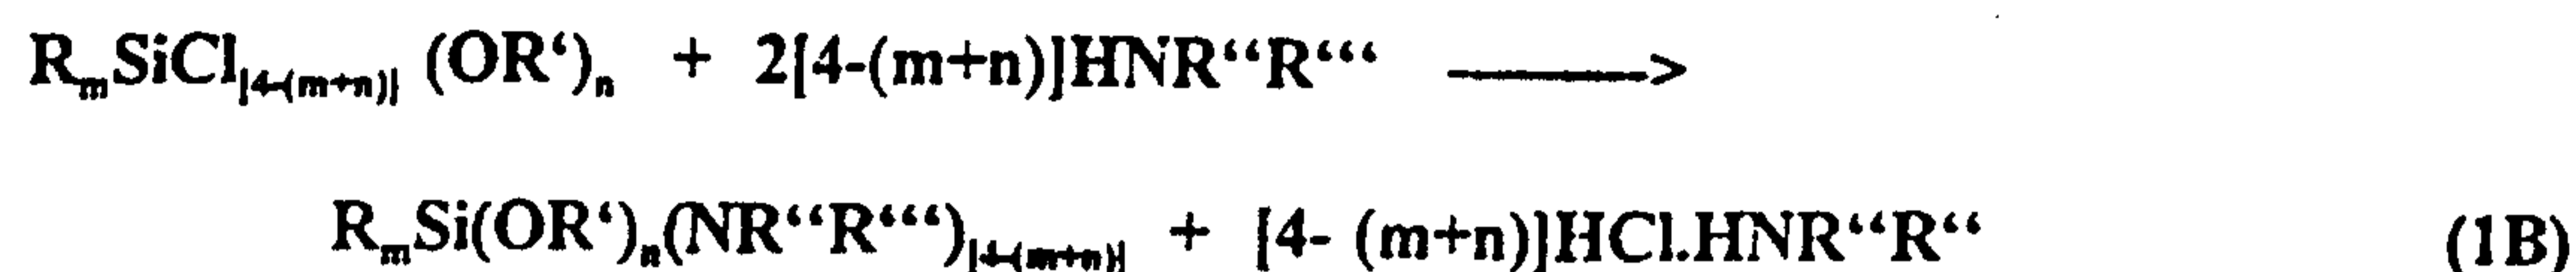 RₘSiCl[4-(m+n)] (OR‘)ₙ + 2[4-(m+n)]HNR‘‘R‘‘‘ ———>
RₘSi(OR‘)ₙ(NR‘‘R‘‘‘)[4-(m+n)] + [4- (m+n)]HCl.HNR‘‘R‘‘ (1B)